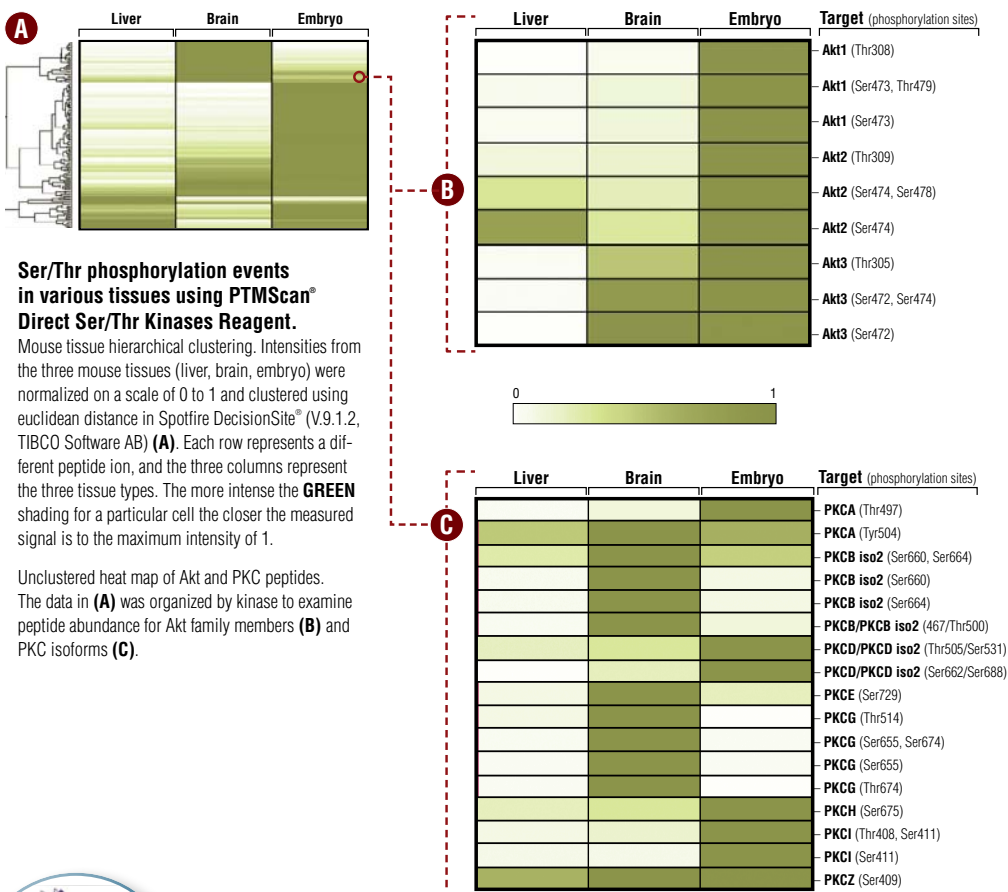 A
Liver Brain Embryo
Ser/Thr phosphorylation events
in various tissues using PTMScan®
Direct Ser/Thr Kinases Reagent.
Mouse tissue hierarchical clustering. Intensities from
the three mouse tissues (liver, brain, embryo) were
normalized on a scale of 0 to 1 and clustered using
euclidean distance in Spotfire DecisionSite® (V.9.1.2,
TIBCO Software AB) (A). Each row represents a dif-
ferent peptide ion, and the three columns represent
the three tissue types. The more intense the GREEN
shading for a particular cell the closer the measured
signal is to the maximum intensity of 1.
Unclustered heat map of Akt and PKC peptides.
The data in (A) was organized by kinase to examine
peptide abundance for Akt family members (B) and
PKC isoforms (C).
B
Liver Brain Embryo Target (phosphorylation sites)
Akt1 (Thr308)
Akt1 (Ser473, Thr479)
Akt1 (Ser473)
Akt2 (Thr309)
Akt2 (Ser474, Ser478)
Akt2 (Ser474)
Akt3 (Thr305)
Akt3 (Ser472, Ser474)
Akt3 (Ser472)
0 1
C
Liver Brain Embryo Target (phosphorylation sites)
PKCA (Thr497)
PKCA (Tyr504)
PKCB iso2 (Ser660, Ser664)
PKCB iso2 (Ser660)
PKCB iso2 (Ser664)
PKCB/PKCB iso2 (467/Thr500)
PKCD/PKCD iso2 (Thr505/Ser531)
PKCD/PKCD iso2 (Ser662/Ser688)
PKCE (Ser729)
PKCG (Thr514)
PKCG (Ser655, Ser674)
PKCG (Ser655)
PKCG (Thr674)
PKCH (Ser675)
PKCI (Thr408, Ser411)
PKCI (Ser411)
PKCZ (Ser409)